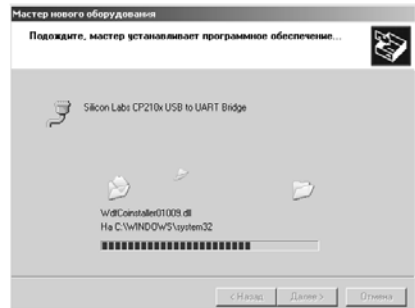 Мастер нового оборудования
Подождите, мастер устанавливает программное обеспечение...
Silicon Labs CP210x USB to UART Bridge
WdfCoinstaller01009.dll
На C:\WINDOWS\system32
< Назад
Далее >
Отмена